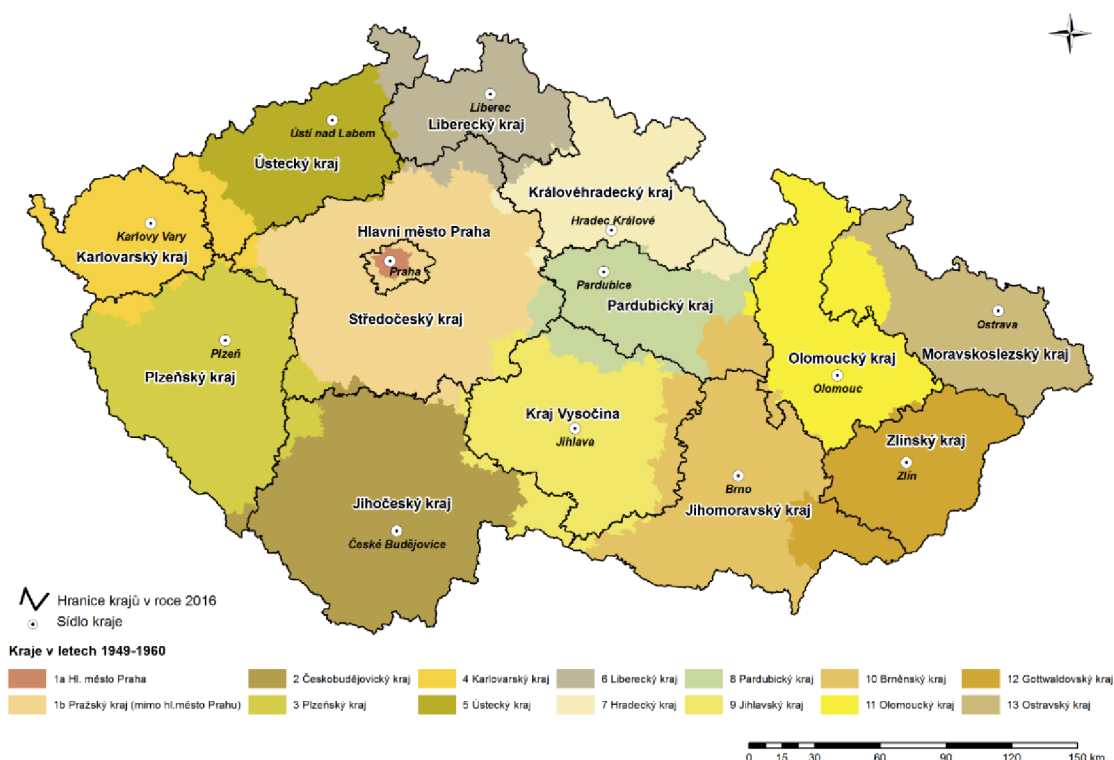 Liberec
Liberecký kraj
Ústí nad Labem
Ústecký kraj
Královéhradecký kraj
Hradec Králové
Karlovy Vary
Karlovarský kraj
Hlavní město Praha
Praha
Pardubice
Pardubický kraj
Středočeský kraj
Ostrava
Moravskoslezský kraj
Plzeň
Plzeňský kraj
Olomoucký kraj
Olomouc
Kraj Vysočina
Jihlava
Zlínský kraj
Zlín
Brno
Jihomoravský kraj
Jihočeský kraj
České Budějovice
Hranice krajů v roce 2016
Sídlo kraje
Kraje v letech 1949-1960
1a Hl. město Praha
2 Českobudějovický kraj
4 Karlovarský kraj
6 Liberecký kraj
8 Pardubický kraj
10 Brněnský kraj
12 Gottwaldovský kraj
1b Pražský kraj (mimo hl.město Prahu)
3 Plzeňský kraj
5 Ústecký kraj
7 Hradecký kraj
9 Jihlavský kraj
11 Olomoucký kraj
13 Ostravský kraj
0 15 30 60 90 120 150 km